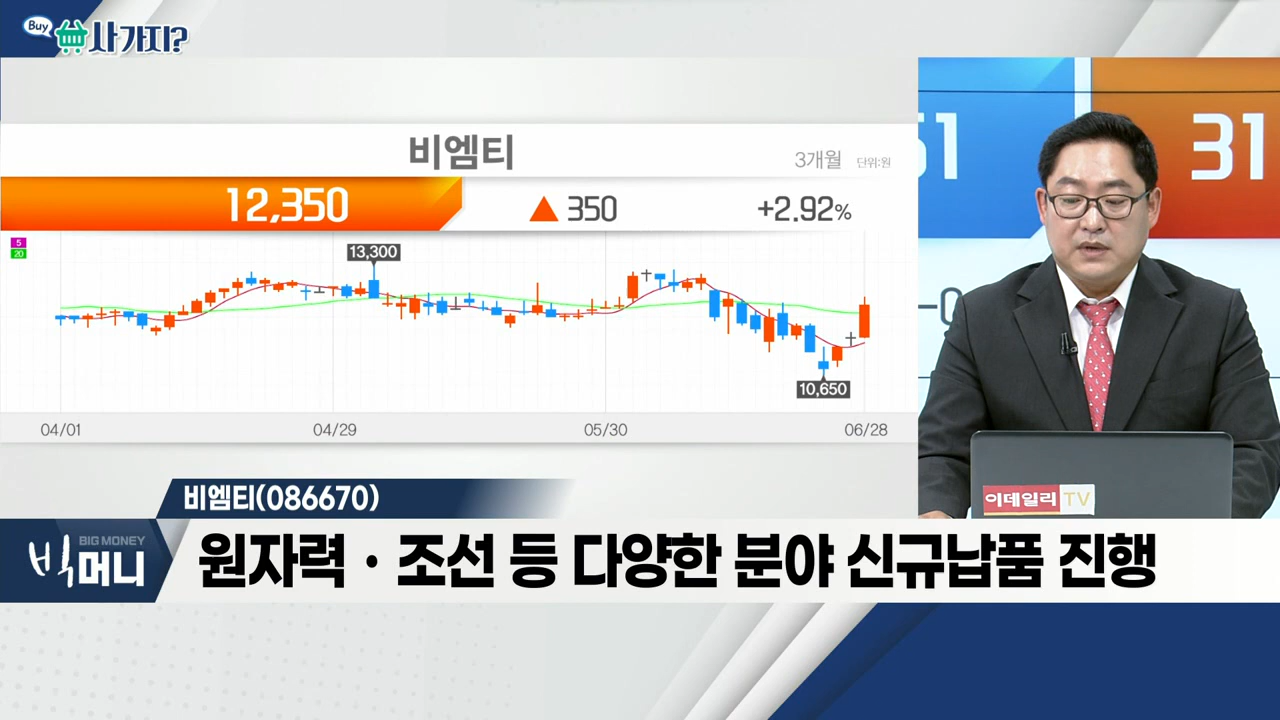 Buy 사가지?
비엠티
3개월 단위:원
12,350 ▲ 350 +2.92%
5
20
13,300
10,650
04/01 04/29 05/30 06/28
51 31
-0
이데일리 TV
비엠티(086670)
BIG MONEY
빅머니
원자력 · 조선 등 다양한 분야 신규납품 진행